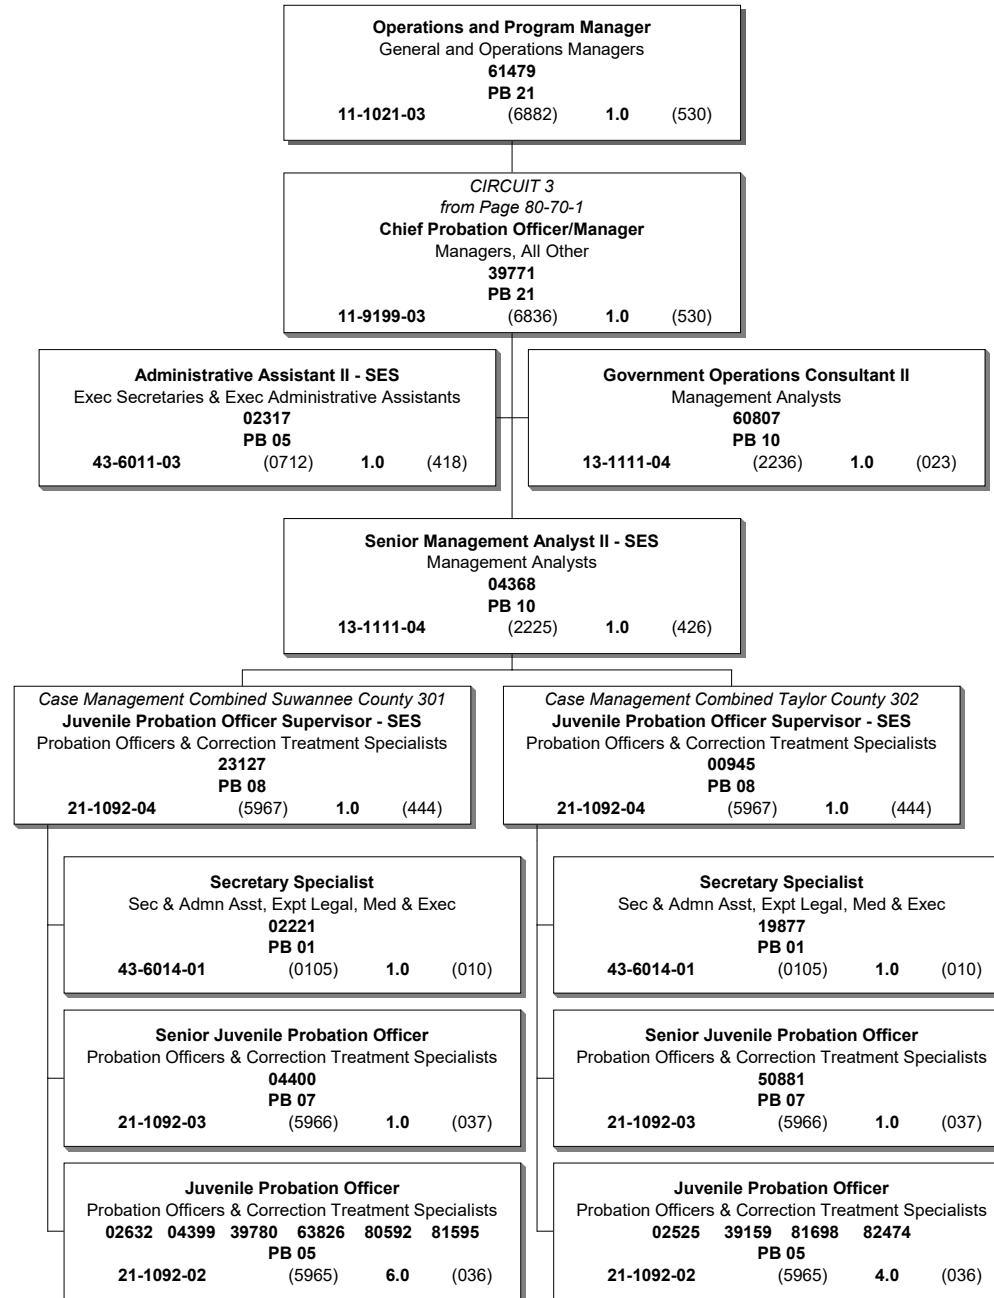 Operations and Program Manager
General and Operations Managers
61479
PB 21
11-1021-03 (6882) 1.0 (530)
CIRCUIT 3
from Page 80-70-1
Chief Probation Officer/Manager
Managers, All Other
39771
PB 21
11-9199-03 (6836) 1.0 (530)
Administrative Assistant II - SES
Exec Secretaries & Exec Administrative Assistants
02317
PB 05
43-6011-03 (0712) 1.0 (418)
Government Operations Consultant II
Management Analysts
60807
PB 10
13-1111-04 (2236) 1.0 (023)
Senior Management Analyst II - SES
Management Analysts
04368
PB 10
13-1111-04 (2225) 1.0 (426)
Case Management Combined Suwannee County 301
Juvenile Probation Officer Supervisor - SES
Probation Officers & Correction Treatment Specialists
23127
PB 08
21-1092-04 (5967) 1.0 (444)
Secretary Specialist
Sec & Admn Asst, Expt Legal, Med & Exec
02221
PB 01
43-6014-01 (0105) 1.0 (010)
Senior Juvenile Probation Officer
Probation Officers & Correction Treatment Specialists
04400
PB 07
21-1092-03 (5966) 1.0 (037)
Juvenile Probation Officer
Probation Officers & Correction Treatment Specialists
02632 04399 39780 63826 80592 81595
PB 05
21-1092-02 (5965) 6.0 (036)
Case Management Combined Taylor County 302
Juvenile Probation Officer Supervisor - SES
Probation Officers & Correction Treatment Specialists
00945
PB 08
21-1092-04 (5967) 1.0 (444)
Secretary Specialist
Sec & Admn Asst, Expt Legal, Med & Exec
19877
PB 01
43-6014-01 (0105) 1.0 (010)
Senior Juvenile Probation Officer
Probation Officers & Correction Treatment Specialists
50881
PB 07
21-1092-03 (5966) 1.0 (037)
Juvenile Probation Officer
Probation Officers & Correction Treatment Specialists
02525 39159 81698 82474
PB 05
21-1092-02 (5965) 4.0 (036)